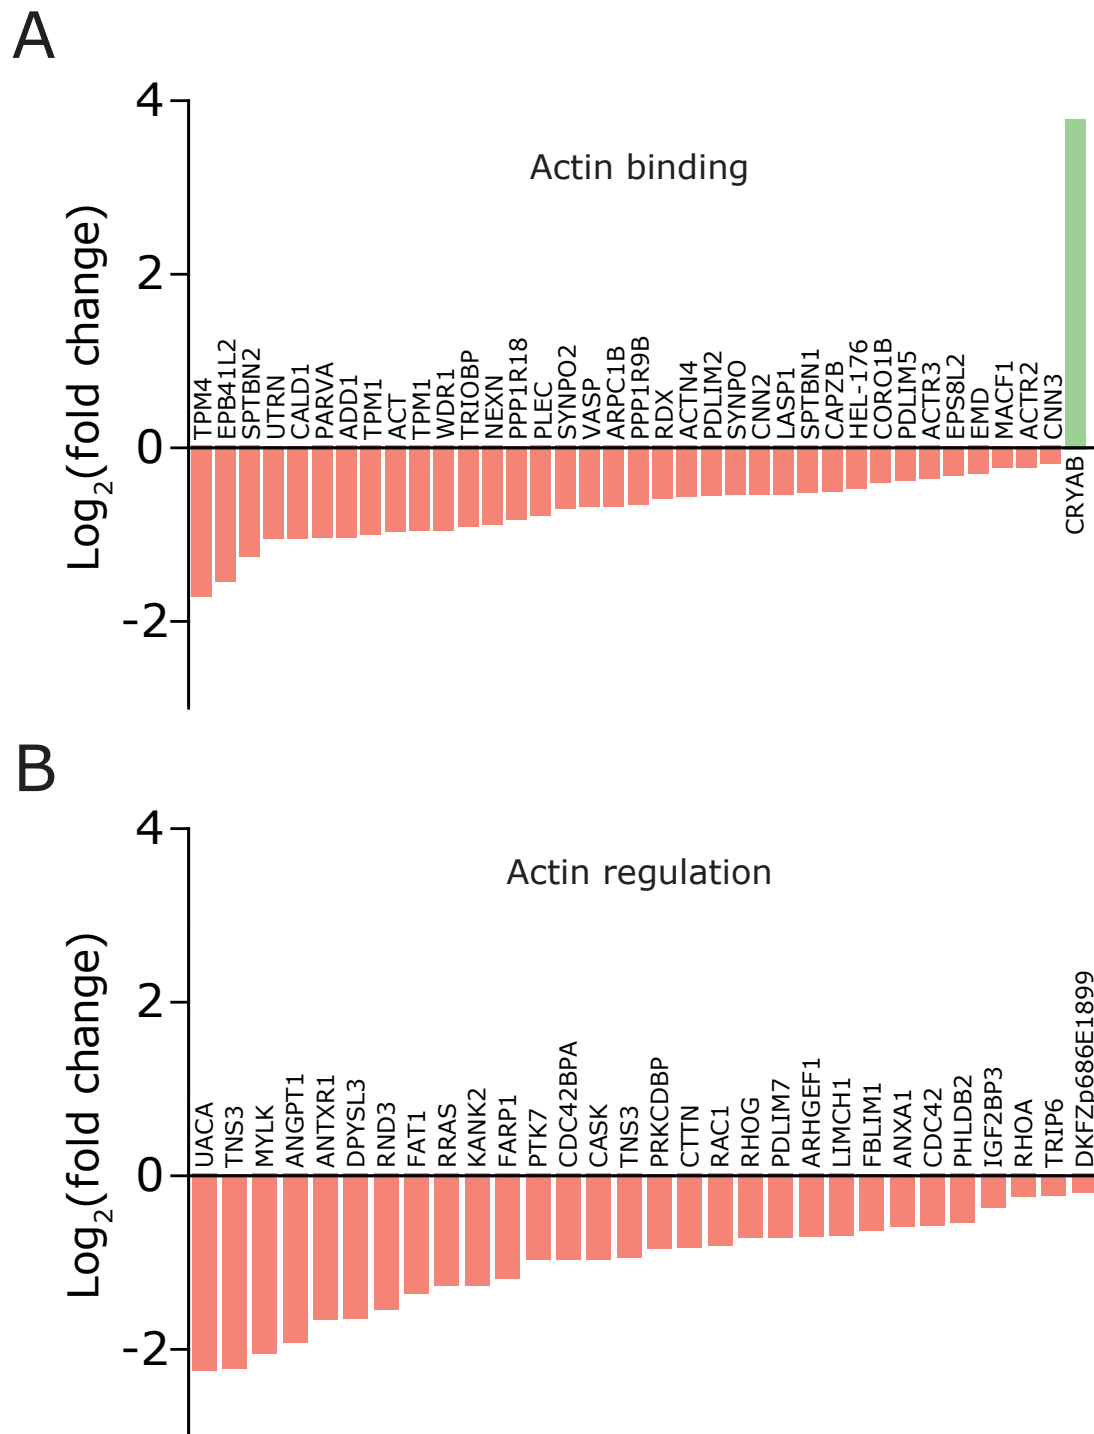 A
4
2
0
-2
Log2(fold change)
Actin binding
TPM4
EPB41L2
SPTBN2
UTRN
CALD1
PARVA
ADD1
TPM1
ACT
TPM1
WDR1
TRIOBP
NEXN
PPP1R18
PLEC
SYNPO2
VASP
ARPC1B
PPP1R9B
RDX
ACTN4
PDLIM2
SYNPO
CNN2
LASP1
SPTBN1
CAPZB
HEL-176
CORO1B
PDLIM5
ACTR3
EPS8L2
EMD
MACF1
ACTR2
CNN3
CRYAB
B
4
2
0
-2
Log2(fold change)
Actin regulation
UACA
TNS3
MYLK
ANGPT1
ANTXR1
DPYSL3
RND3
FAT1
RRAS
KANK2
FARP1
PTK7
CDC42BPA
CASK
TNS3
PRKCDBP
CTTN
RAC1
RHOG
PDLIM7
ARHGEF1
LIMCH1
FBLIM1
ANXA1
CDC42
PHLDB2
IGF2BP3
RHOA
TRIP6
DKFZp686E1899